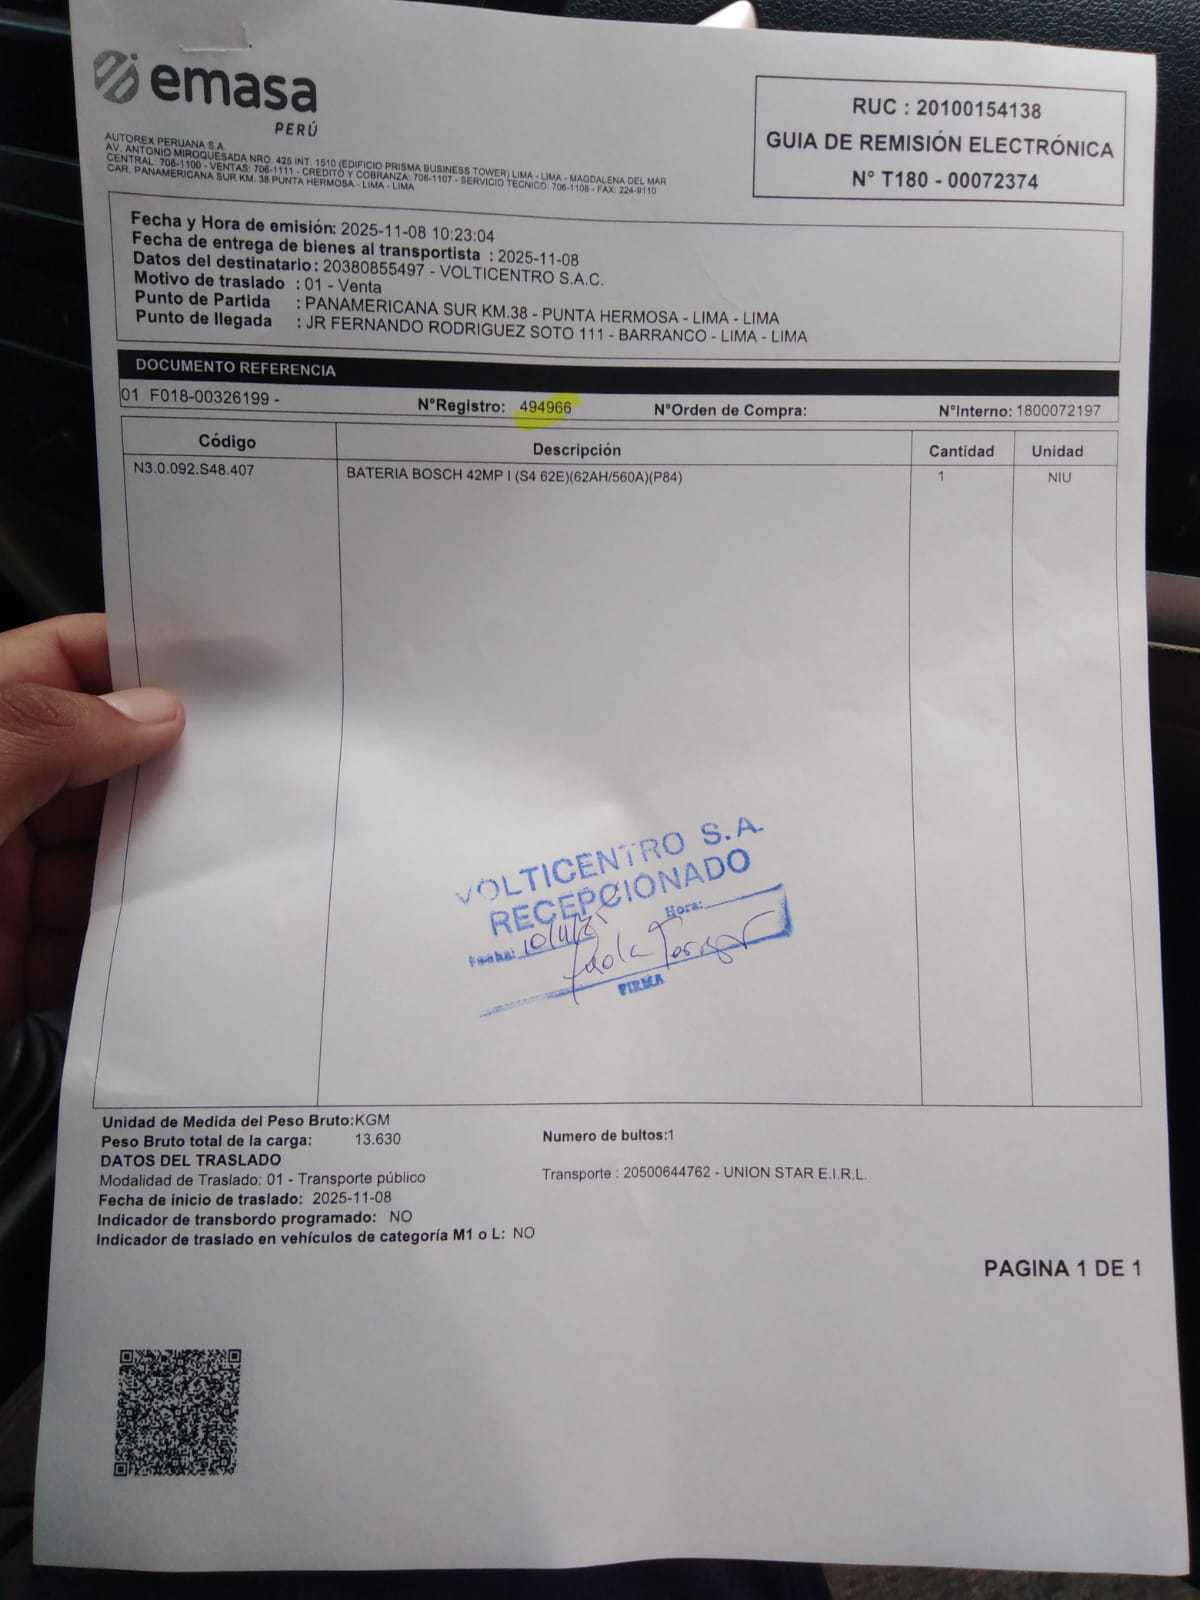 emasa
PERÚ
AUTOREX PERUANA S.A.
AV. ANTONIO MIROQUESADA NRO. 425 INT. 1510 (EDIFICIO PRISMA BUSINESS TOWER) LIMA - LIMA - MAGDALENA DEL MAR
CENTRAL: 706-1100 - VENTAS: 706-1111 - CREDITO Y COBRANZA: 706-1107 - SERVICIO TECNICO: 706-1108 - FAX: 224-9110
CAR. PANAMERICANA SUR KM. 38 PUNTA HERMOSA - LIMA - LIMA
RUC : 20100154138
GUIA DE REMISIÓN ELECTRÓNICA
N° T180 - 00072374
Fecha y Hora de emisión: 2025-11-08 10:23:04
Fecha de entrega de bienes al transportista : 2025-11-08
Datos del destinatario : 20380855497 - VOLTICENTRO S.A.C.
Motivo de traslado : 01 - Venta
Punto de Partida : PANAMERICANA SUR KM.38 - PUNTA HERMOSA - LIMA - LIMA
Punto de llegada : JR FERNANDO RODRIGUEZ SOTO 111 - BARRANCO - LIMA - LIMA
DOCUMENTO REFERENCIA
01 F018-00326199 - N°Registro: 494966 N°Orden de Compra: N°Interno: 1800072197
Código Descripción Cantidad Unidad
N3.0.092.S48.407 BATERIA BOSCH 42MP I (S4 62E)(62AH/560A)(P84) 1 NIU
VOLTICENTRO S.A.
RECEPCIONADO
Fecha: 10/11/25 Hora:
FIRMA
Unidad de Medida del Peso Bruto:KGM
Peso Bruto total de la carga: 13.630 Numero de bultos:1
DATOS DEL TRASLADO
Modalidad de Traslado: 01 - Transporte público Transporte : 20500644762 - UNION STAR E.I.R.L.
Fecha de inicio de traslado: 2025-11-08
Indicador de transbordo programado: NO
Indicador de traslado en vehículos de categoría M1 o L: NO
PAGINA 1 DE 1